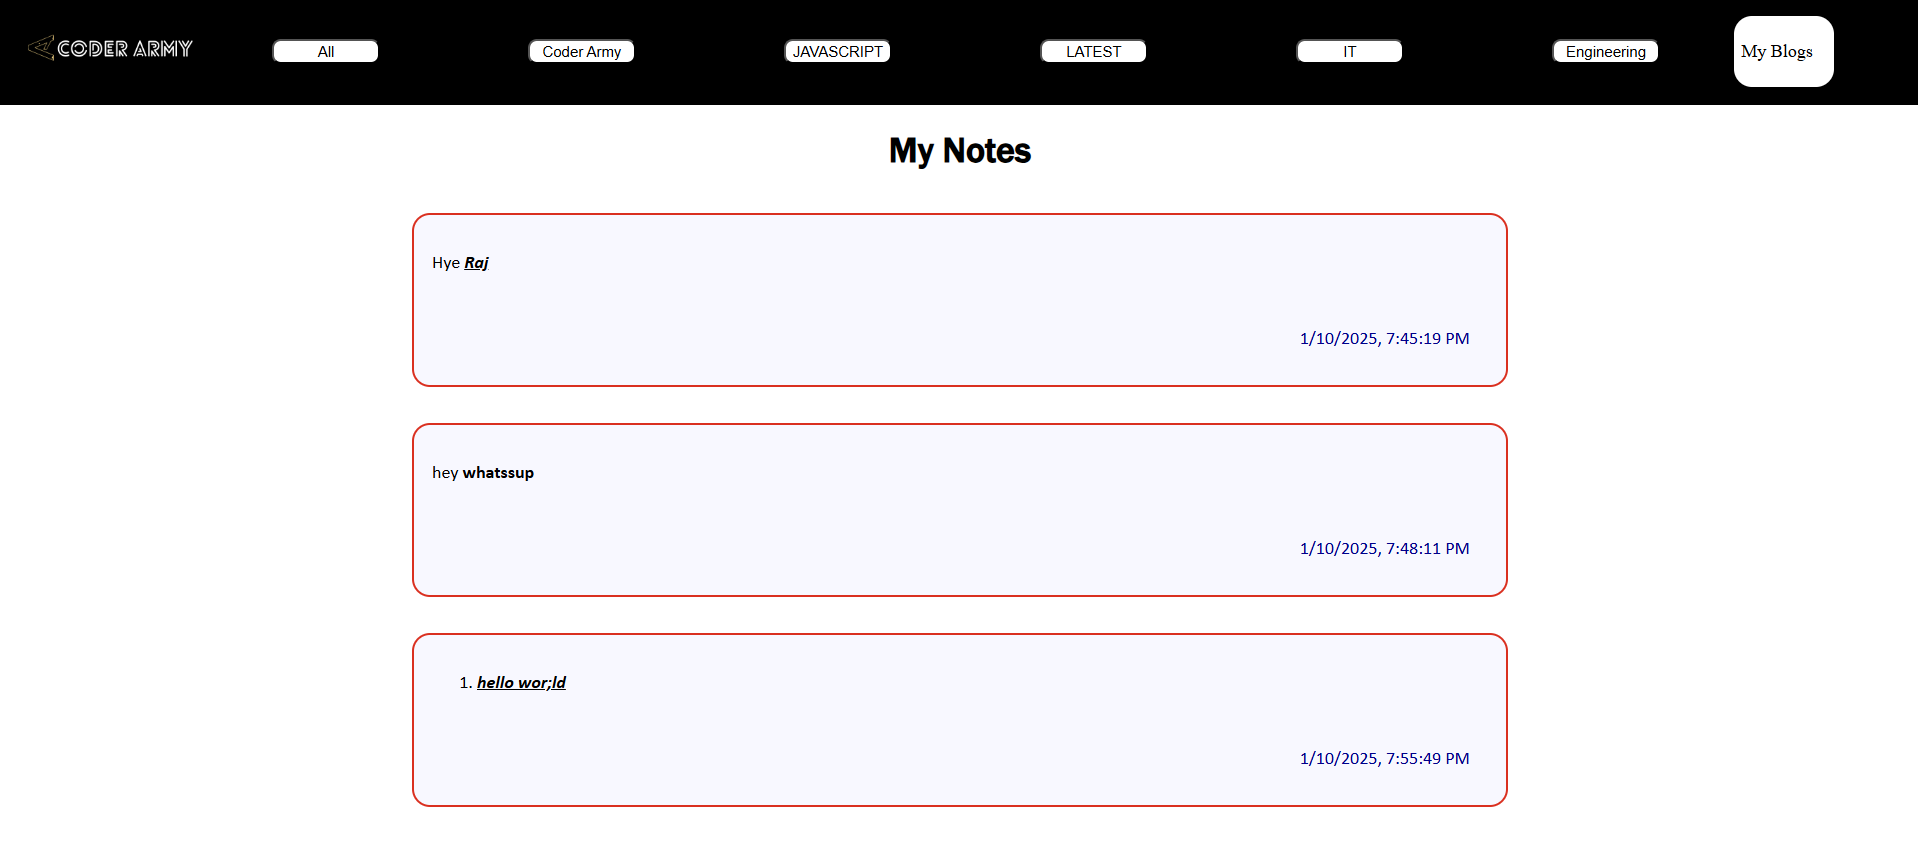 CODER ARMY All Coder Army JAVASCRIPT LATEST IT Engineering My Blogs
My Notes
Hye Raj
1/10/2025, 7:45:19 PM
hey whatssup
1/10/2025, 7:48:11 PM
1. hello wor;ld
1/10/2025, 7:55:49 PM